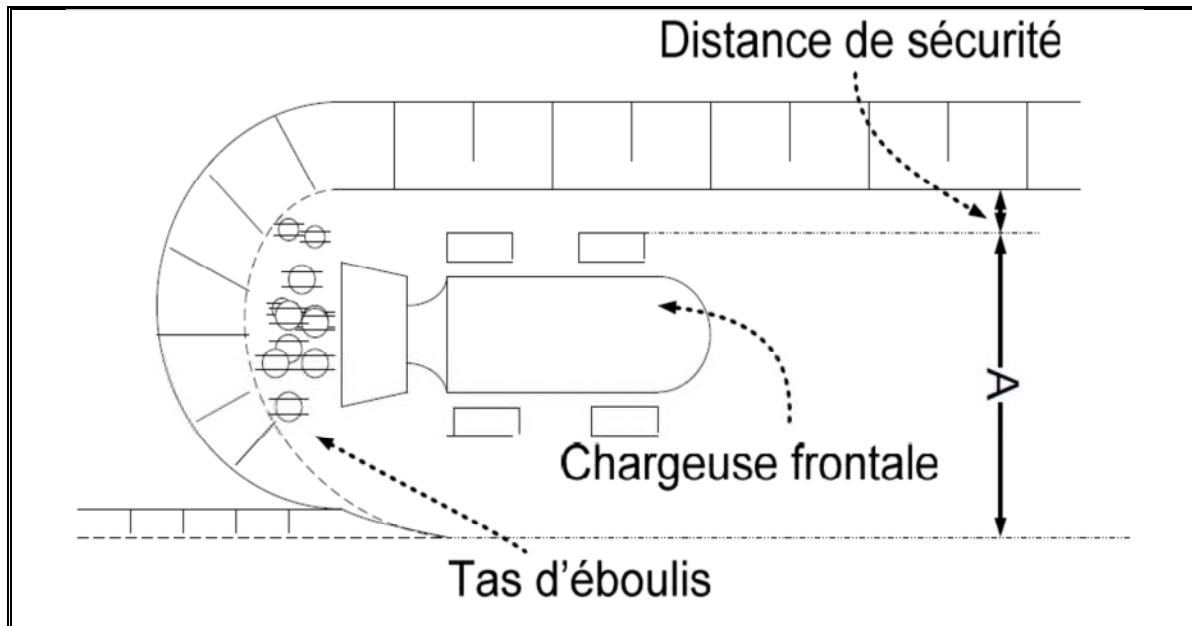 Distance de sécurité
A
Chargeuse frontale
Tas d'éboulis